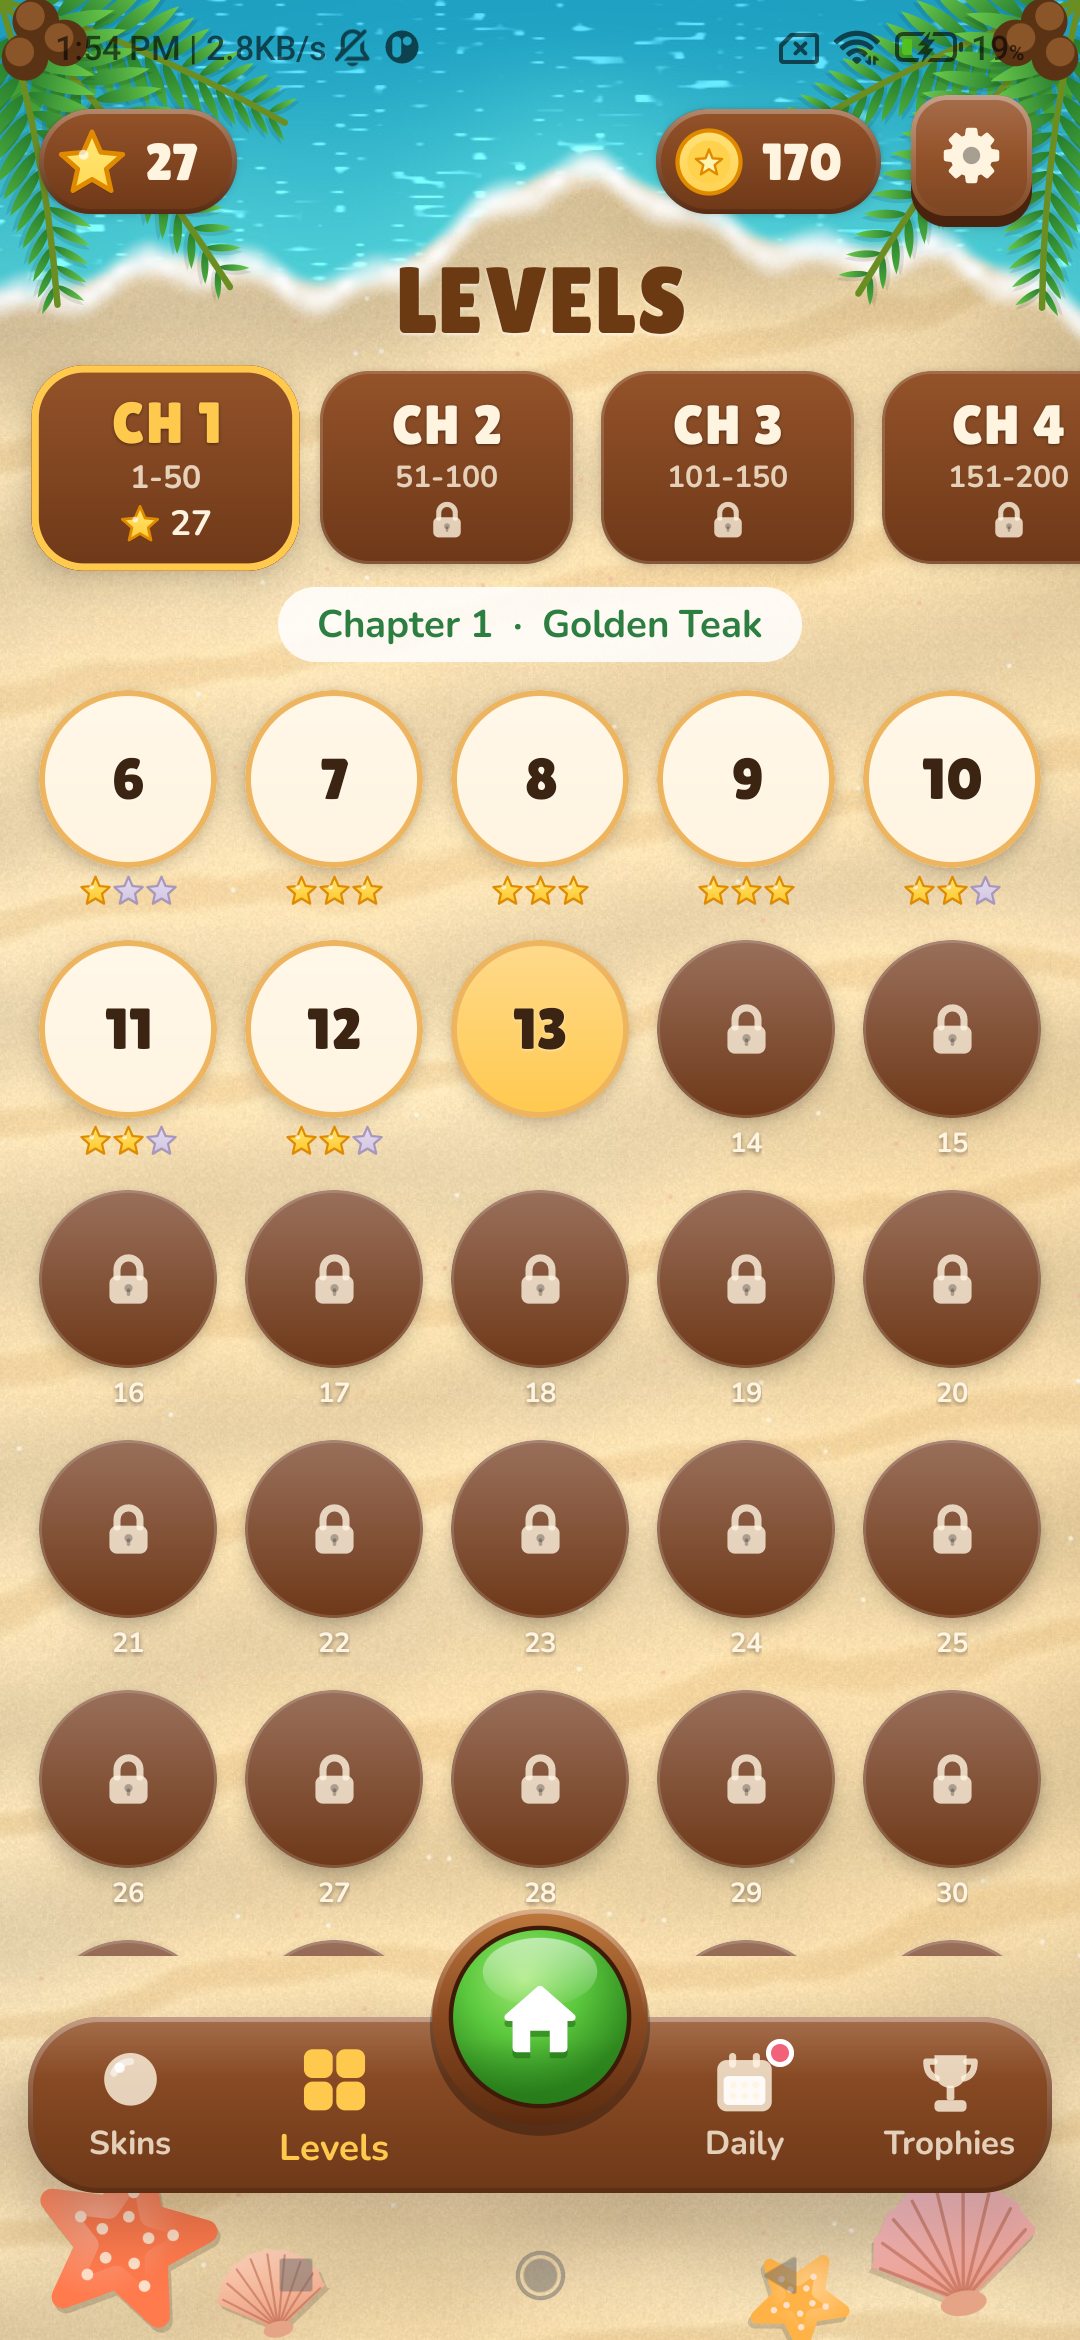 1:54 PM | 2.8KB/s 19%
27 170
LEVELS
CH 1 CH 2 CH 3 CH 4
1-50 51-100 101-150 151-200
27
Chapter 1 · Golden Teak
6 7 8 9 10
11 12 13
14 15
16 17 18 19 20
21 22 23 24 25
26 27 28 29 30
Skins Levels Daily Trophies